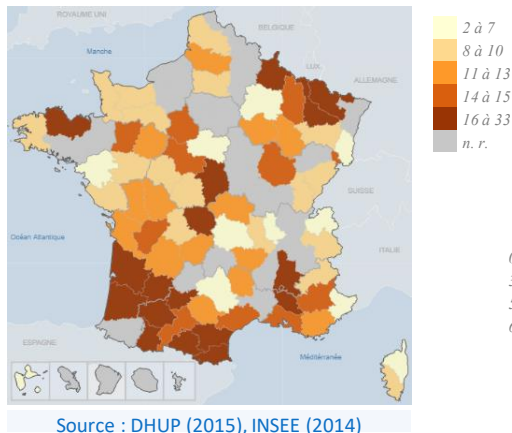 ROYAUME UNI
BELGIQUE
Manche
LUX.
ALLEMAGNE
SUISSE
Océan Atlantique
ITALIE
ESPAGNE
Méditerranée
2 à 7
8 à 10
11 à 13
14 à 15
16 à 33
n. r.
Source : DHUP (2015), INSEE (2014)